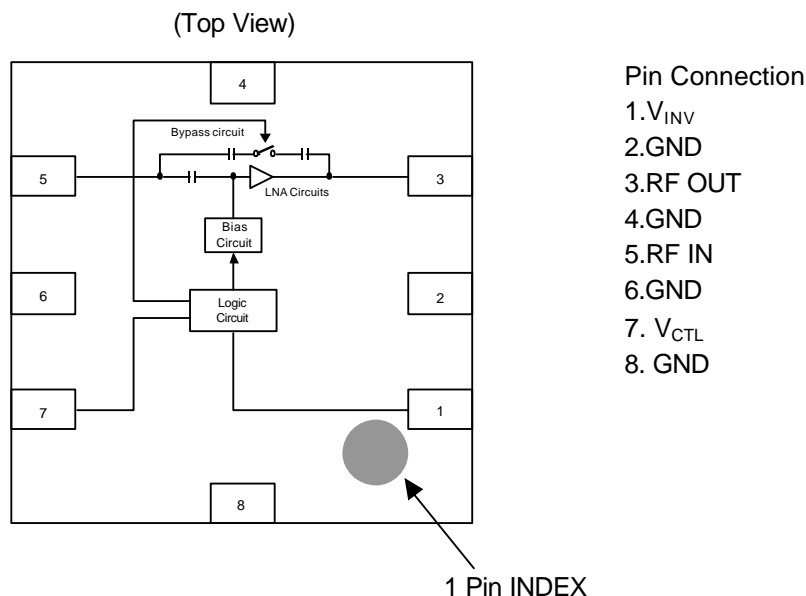 (Top View)
4
Bypass circuit
5
LNA Circuits
3
Bias
Circuit
6
Logic
Circuit
2
7
1
8
1 Pin INDEX
Pin Connection
1.VINV
2.GND
3.RF OUT
4.GND
5.RF IN
6.GND
7. VCTL
8. GND